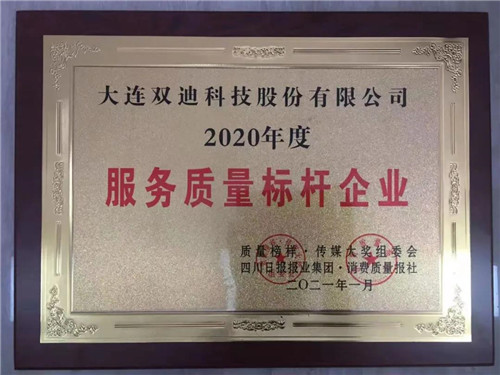 大连双迪科技股份有限公司
2020年度
服务质量标杆企业
质量榜样·传媒大奖组委会
四川日报报业集团·消费质量报社
二〇二一年一月